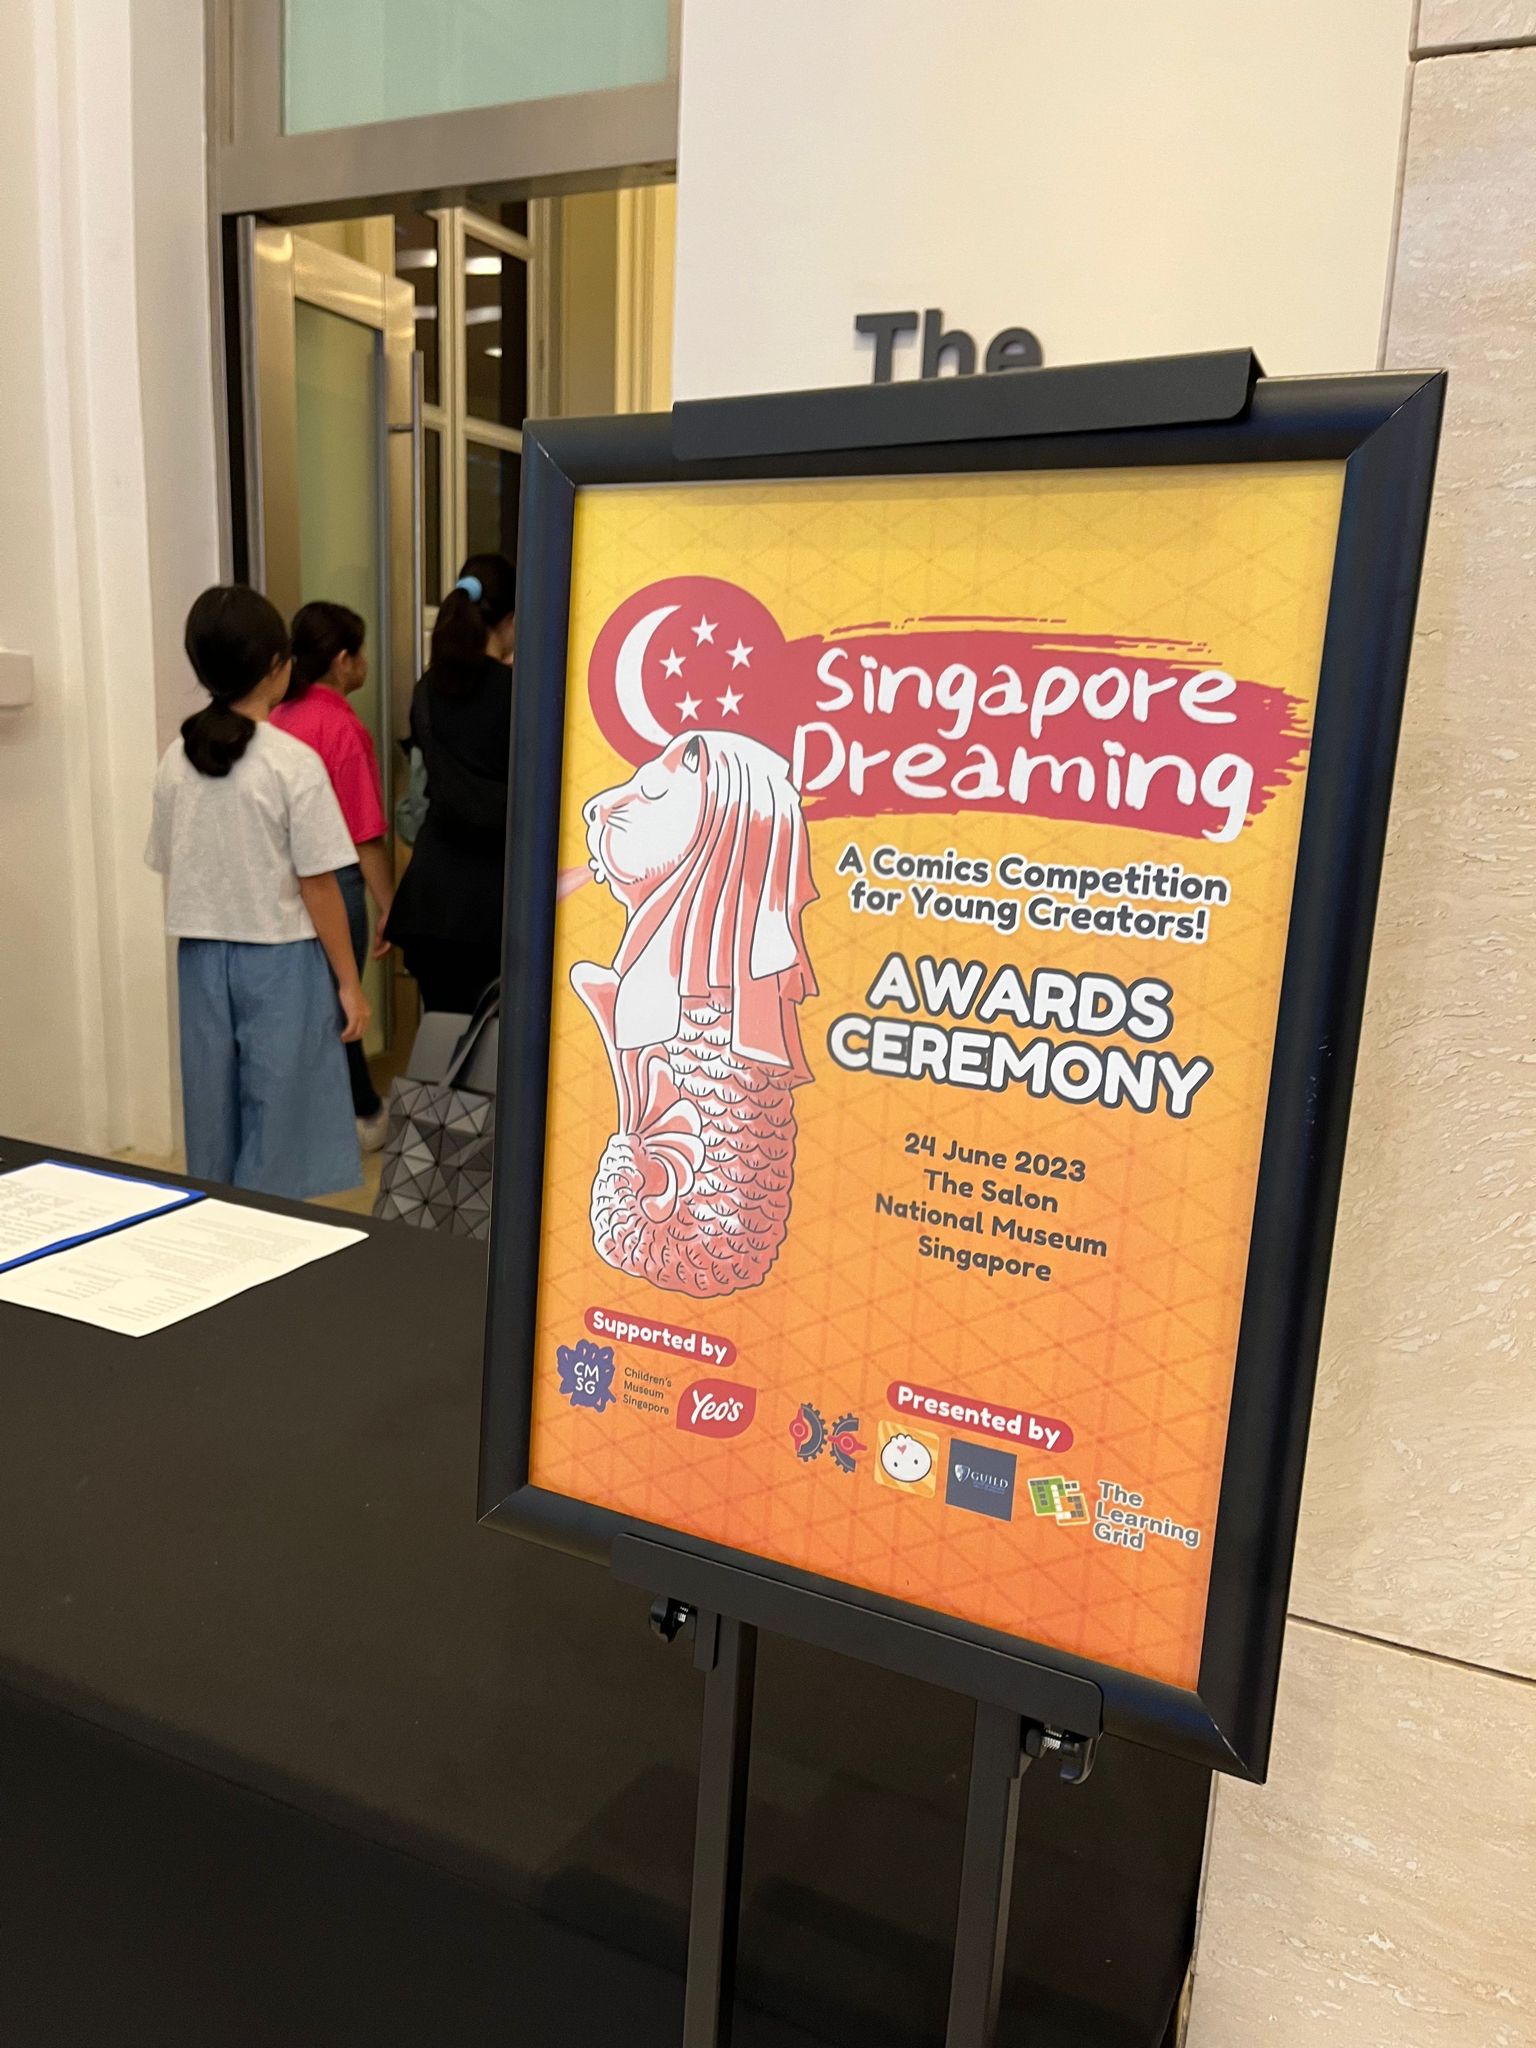 The
Singapore
Dreaming
A Comics Competition
for Young Creators!
AWARDS
CEREMONY
24 June 2023
The Salon
National Museum
Singapore
Supported by
CM
SG
Children's
Museum
Singapore
Yeo's
Presented by
GUILD
The
Learning
Grid